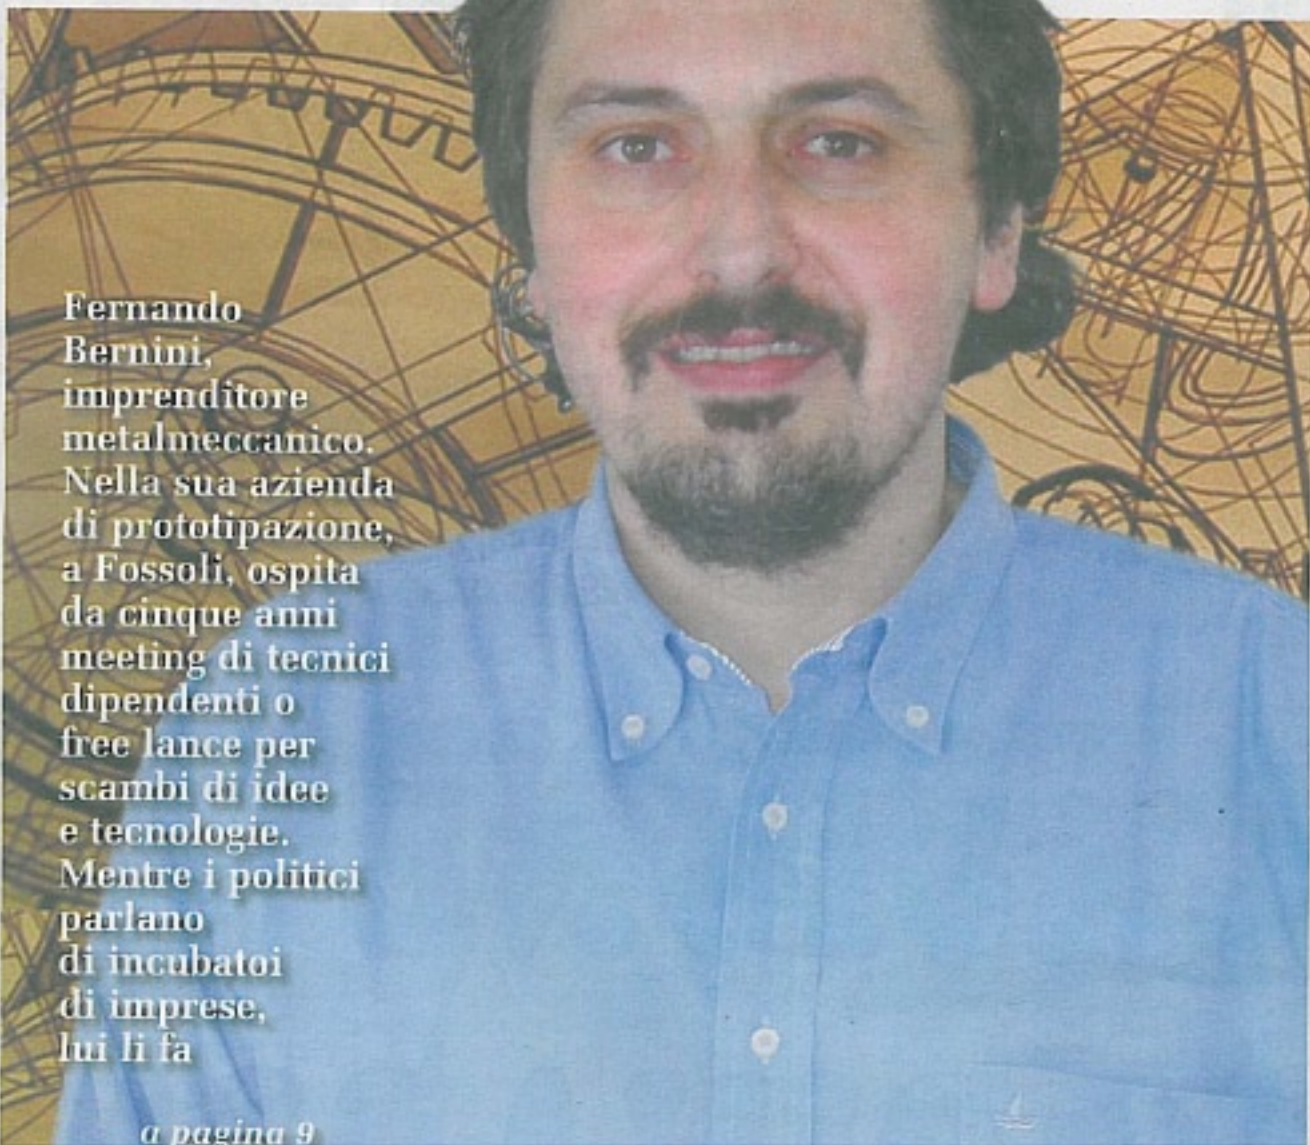 Fernando
Bernini,
imprenditore
metalmeccanico.
Nella sua azienda
di prototipazione,
a Fossoli, ospita
da cinque anni
meeting di tecnici
dipendenti o
free lance per
scambi di idee
e tecnologie.
Mentre i politici
parlano
di incubatoi
di imprese,
lui li fa
a pagina 9